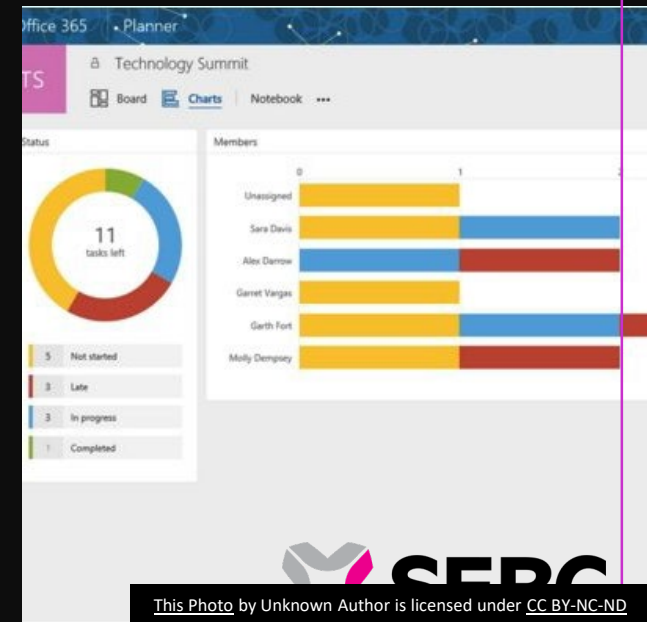 Office 365
Planner
TS
Technology Summit
Board
Charts
Notebook
Status
Members
0
1
11
tasks left
Unassigned
Sara Davis
Alex Darrow
Garret Vargas
Garth Fort
Molly Dempsey
5 Not started
3 Late
3 In progress
1 Completed
SERC
This Photo by Unknown Author is licensed under CC BY-NC-ND